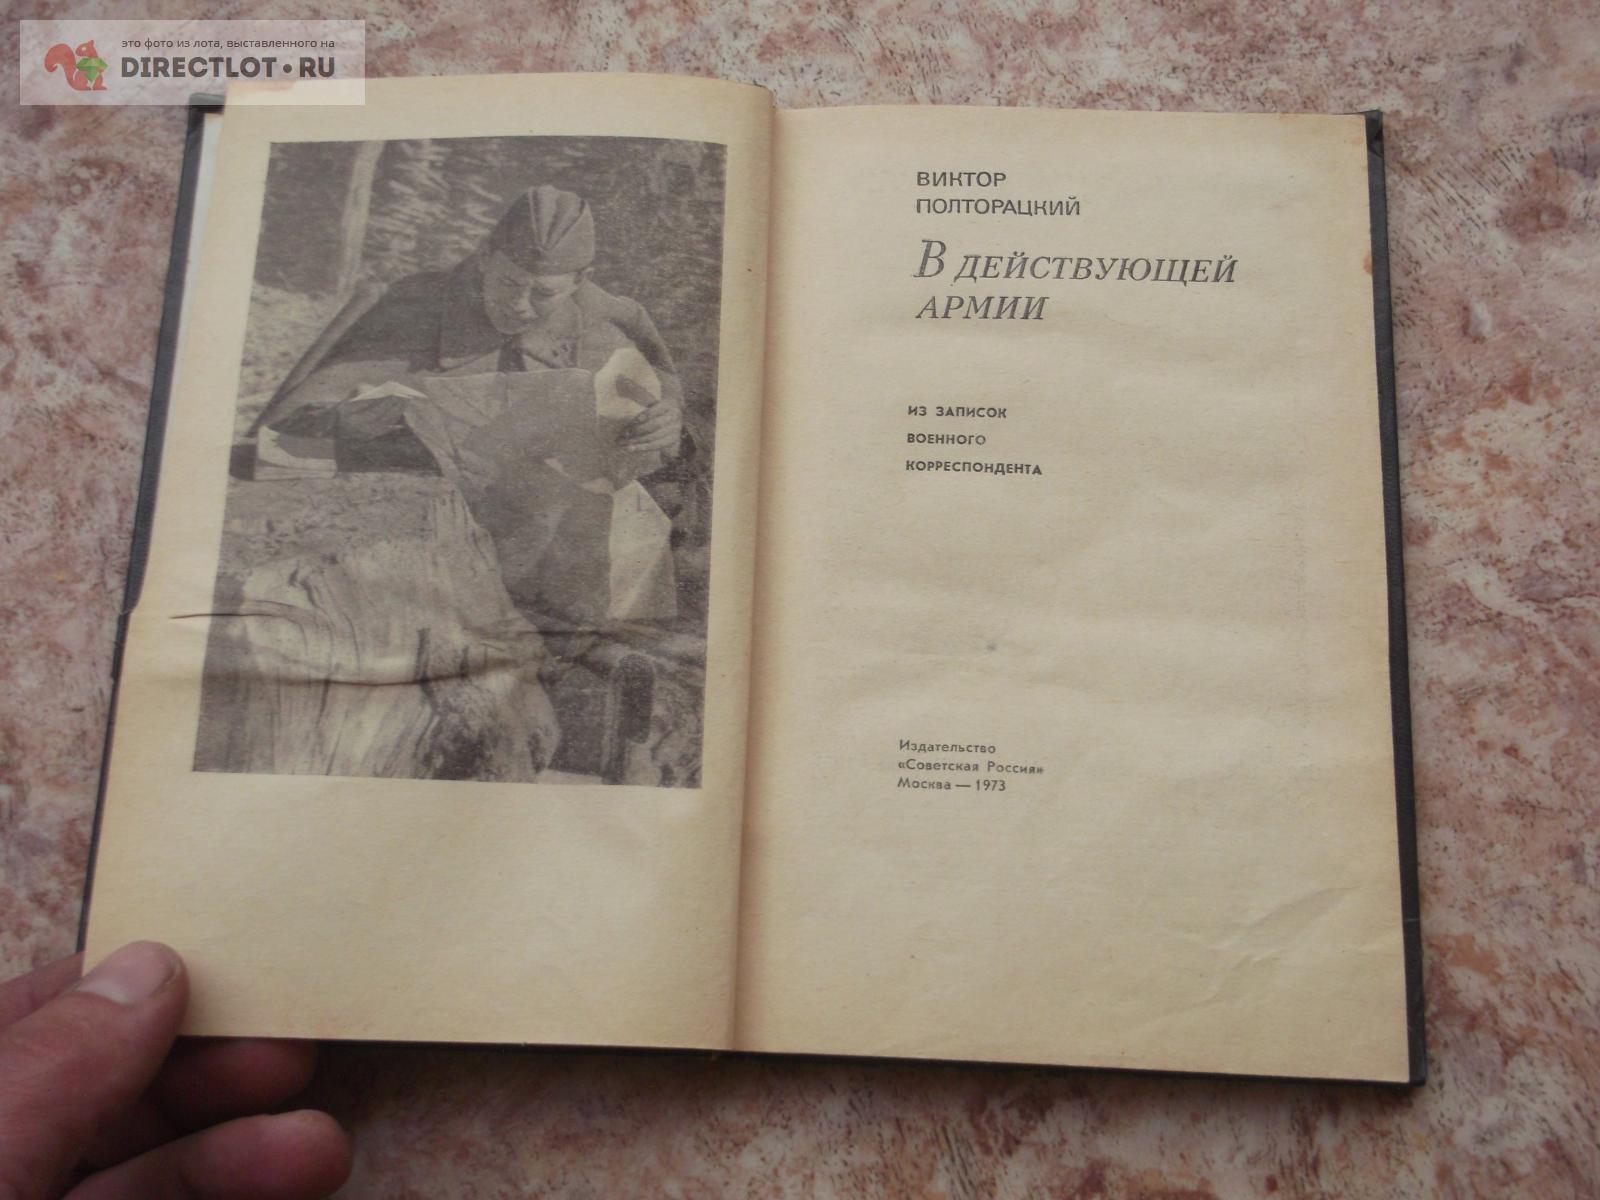 это фото из лота, выставленного на
DIRECTLOT•RU
ВИКТОР
ПОЛТОРАЦКИЙ
В ДЕЙСТВУЮЩЕЙ
АРМИИ
ИЗ ЗАПИСОК
ВОЕННОГО
КОРРЕСПОНДЕНТА
Издательство
«Советская Россия»
Москва — 1973